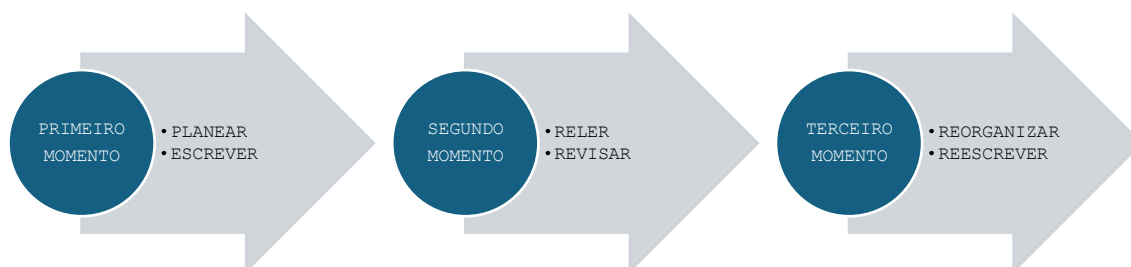 PRIMEIRO
MOMENTO
•PLANEAR
•ESCREVER
SEGUNDO
MOMENTO
•RELER
•REVISAR
TERCEIRO
MOMENTO
•REORGANIZAR
•REESCREVER